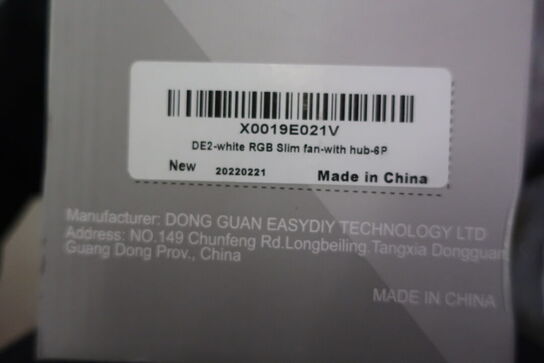 X0019E021V
DE2-white RGB Slim fan-with hub-6P
New 20220221 Made in China
Manufacturer: DONG GUAN EASYDIY TECHNOLOGY LTD
Address: NO.149 Chunfeng Rd.Longbeiling Tangxia Dongguan
Guang Dong Prov., China
MADE IN CHINA